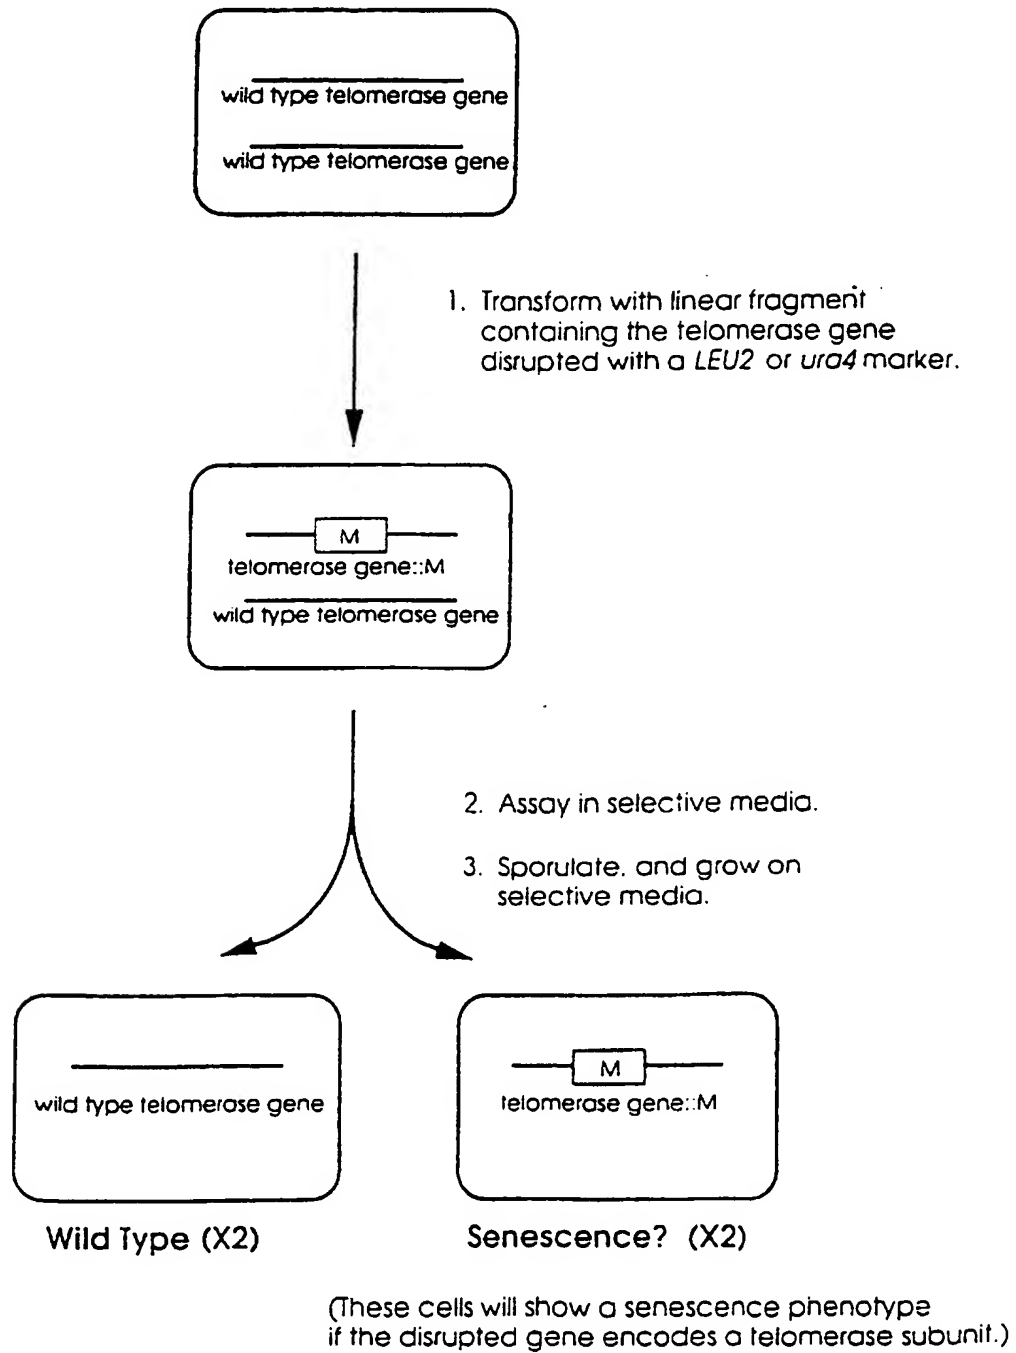 wild type telomerase gene
wild type telomerase gene
1. Transform with linear fragment
containing the telomerase gene
disrupted with a LEU2 or ura4 marker.
M
telomerase gene::M
wild type telomerase gene
2. Assay in selective media.
3. Sporulate. and grow on
selective media.
wild type telomerase gene
M
telomerase gene::M
Wild Type (X2)
Senescence? (X2)
(These cells will show a senescence phenotype
if the disrupted gene encodes a telomerase subunit.)